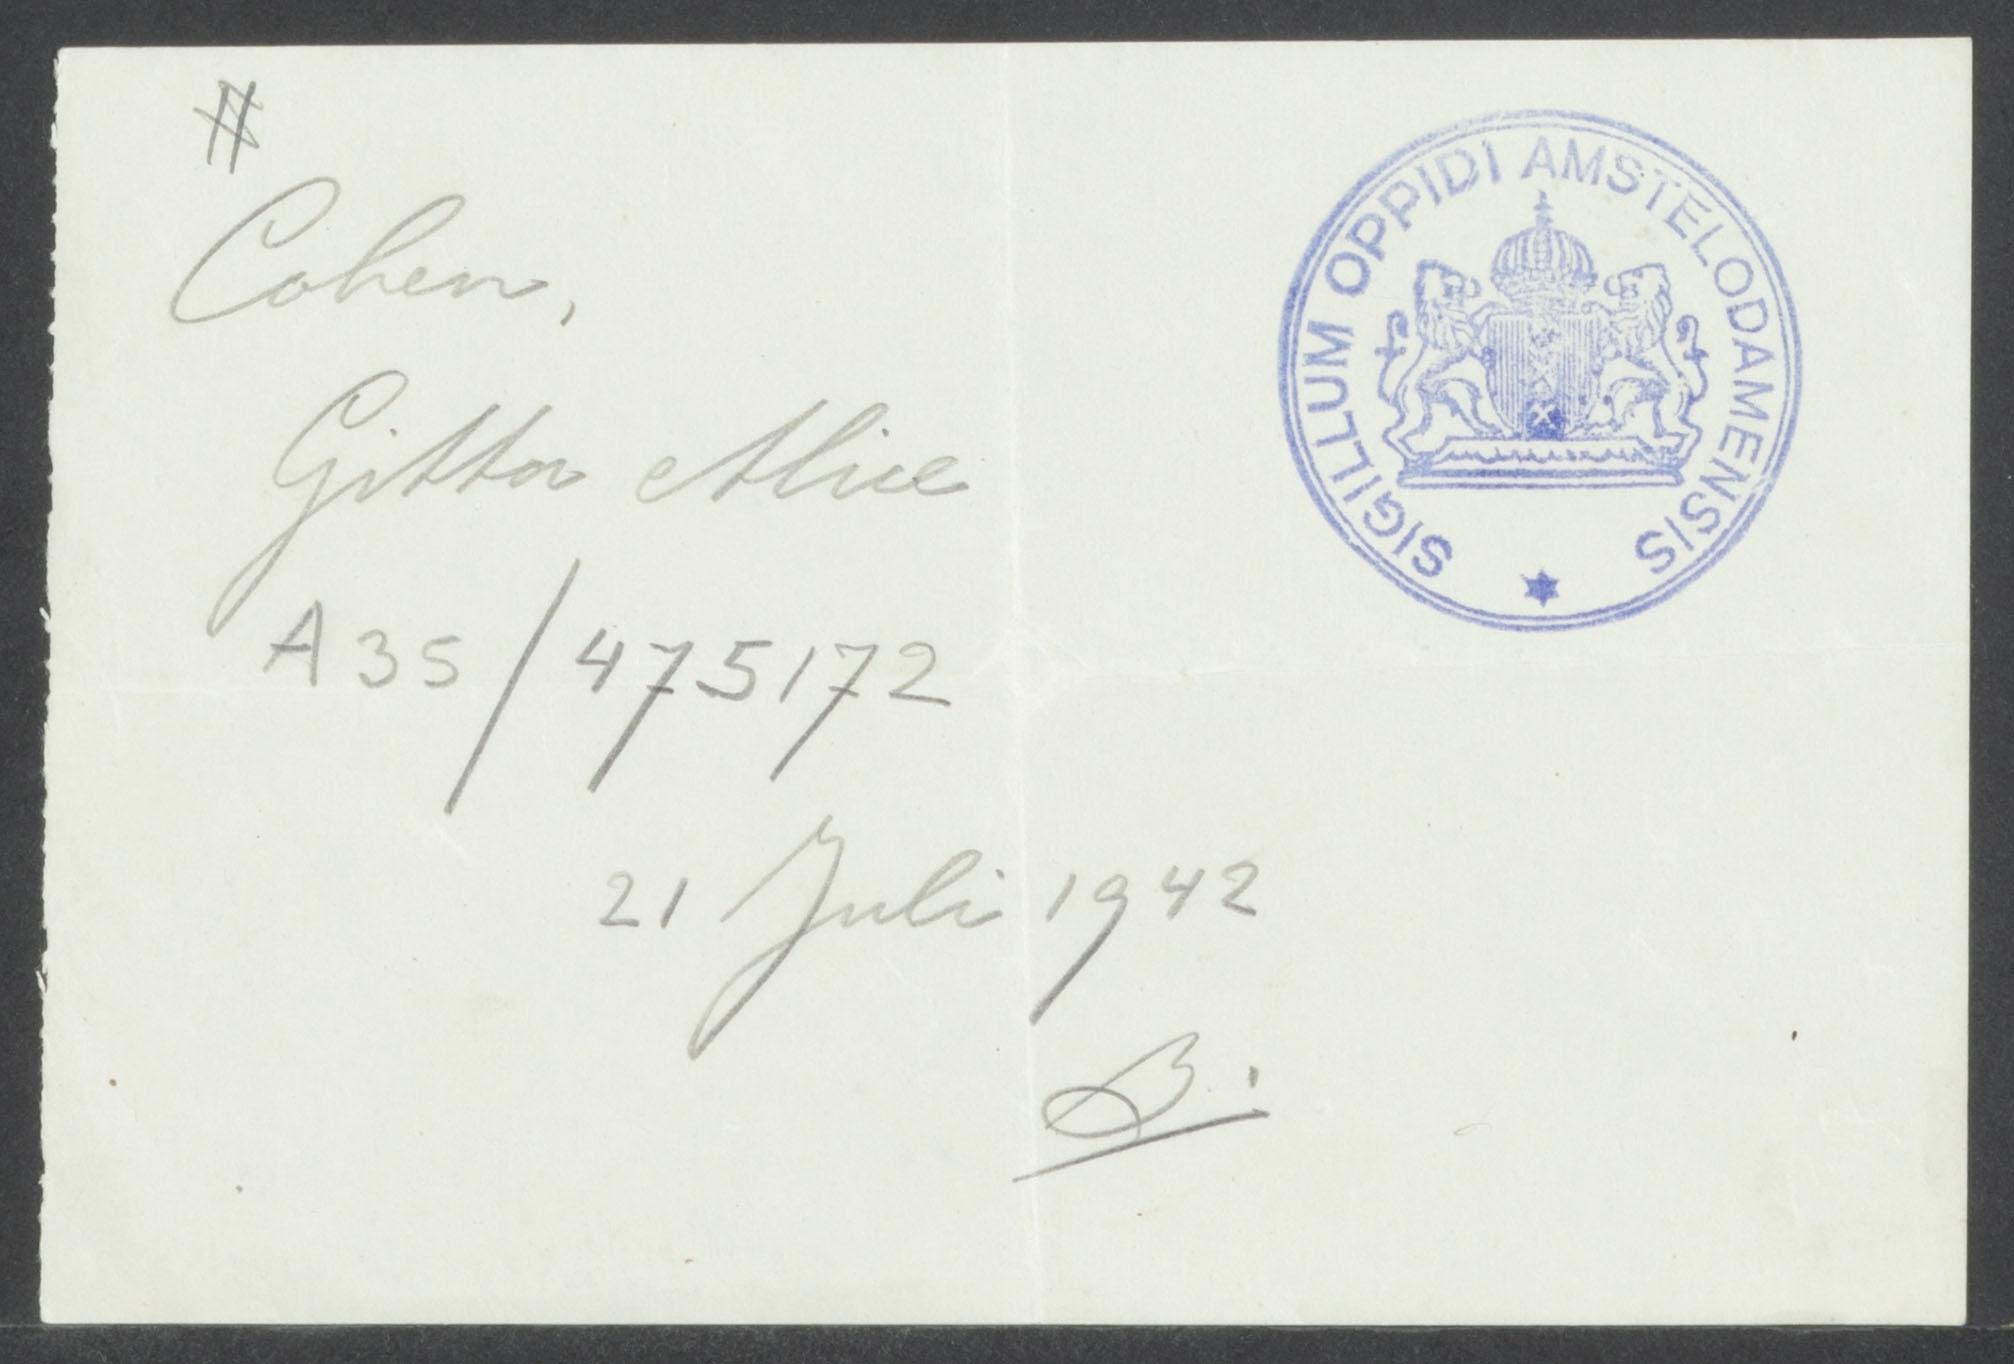 Cohen,
Gitta Alice
A35/475172
21 Juli 1942
B.
SIGILLUM OPPIDI AMSTELODAMENSIS